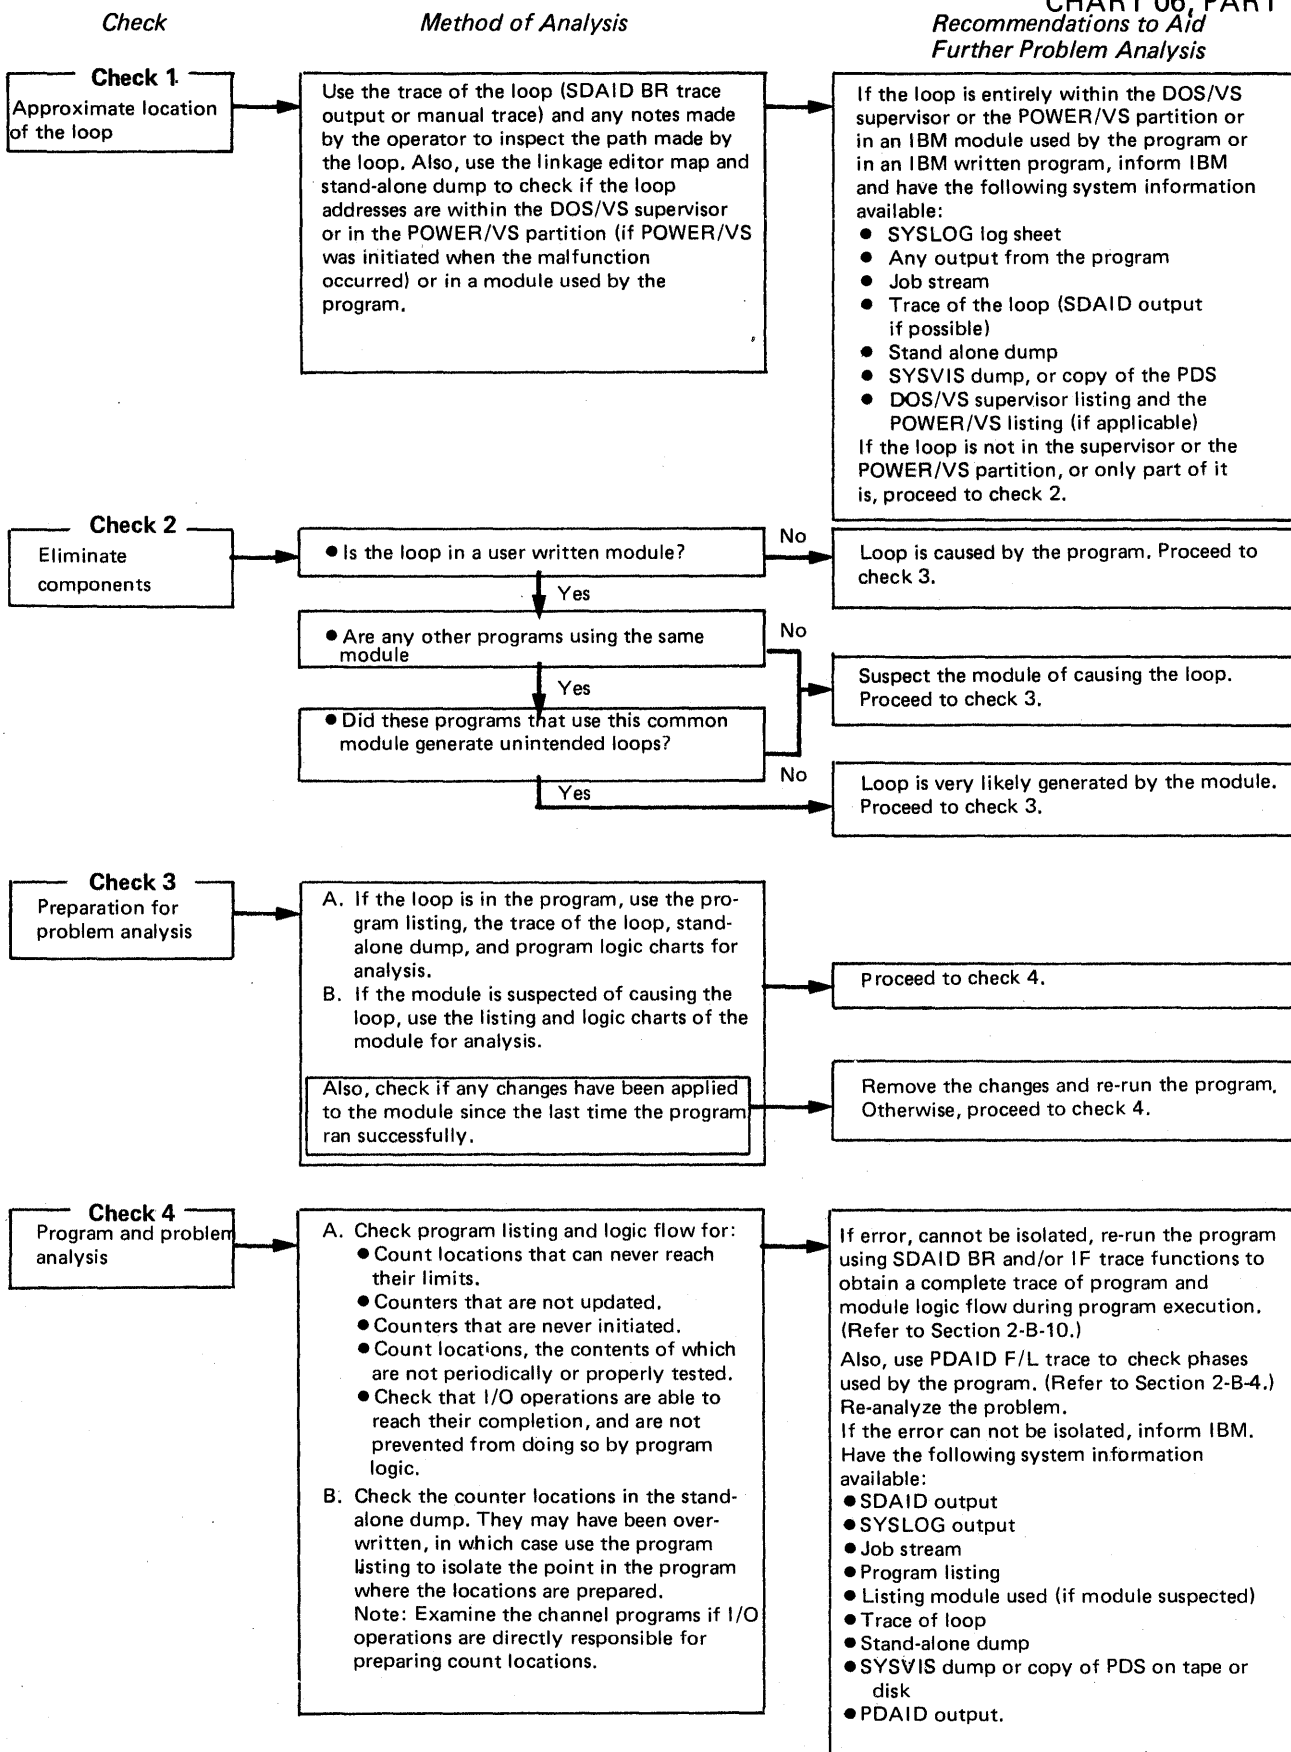 CHART 06, PART
Check
Method of Analysis
Recommendations to Aid
Further Problem Analysis
Check 1
Approximate location
of the loop
Use the trace of the loop (SDAID BR trace
output or manual trace) and any notes made
by the operator to inspect the path made by
the loop. Also, use the linkage editor map and
stand-alone dump to check if the loop
addresses are within the DOS/VS supervisor
or in the POWER/VS partition (if POWER/VS
was initiated when the malfunction
occurred) or in a module used by the
program.
If the loop is entirely within the DOS/VS
supervisor or the POWER/VS partition or
in an IBM module used by the program or
in an IBM written program, inform IBM
and have the following system information
available:
● SYSLOG log sheet
● Any output from the program
● Job stream
● Trace of the loop (SDAID output
if possible)
● Stand alone dump
● SYSVIS dump, or copy of the PDS
● DOS/VS supervisor listing and the
POWER/VS listing (if applicable)
If the loop is not in the supervisor or the
POWER/VS partition, or only part of it
is, proceed to check 2.
Check 2
Eliminate
components
● Is the loop in a user written module?
No
Loop is caused by the program. Proceed to
check 3.
Yes
● Are any other programs using the same
module
No
Yes
Suspect the module of causing the loop.
Proceed to check 3.
● Did these programs that use this common
module generate unintended loops?
No
Yes
Loop is very likely generated by the module.
Proceed to check 3.
Check 3
Preparation for
problem analysis
A. If the loop is in the program, use the pro-
gram listing, the trace of the loop, stand-
alone dump, and program logic charts for
analysis.
B. If the module is suspected of causing the
loop, use the listing and logic charts of the
module for analysis.
Proceed to check 4.
Also, check if any changes have been applied
to the module since the last time the program
ran successfully.
Remove the changes and re-run the program.
Otherwise, proceed to check 4.
Check 4
Program and problem
analysis
A. Check program listing and logic flow for:
● Count locations that can never reach
their limits.
● Counters that are not updated.
● Counters that are never initiated.
● Count locations, the contents of which
are not periodically or properly tested.
● Check that I/O operations are able to
reach their completion, and are not
prevented from doing so by program
logic.
B. Check the counter locations in the stand-
alone dump. They may have been over-
written, in which case use the program
listing to isolate the point in the program
where the locations are prepared.
Note: Examine the channel programs if I/O
operations are directly responsible for
preparing count locations.
If error, cannot be isolated, re-run the program
using SDAID BR and/or IF trace functions to
obtain a complete trace of program and
module logic flow during program execution.
(Refer to Section 2-B-10.)
Also, use PDAID F/L trace to check phases
used by the program. (Refer to Section 2-B-4.)
Re-analyze the problem.
If the error can not be isolated, inform IBM.
Have the following system information
available:
● SDAID output
● SYSLOG output
● Job stream
● Program listing
● Listing module used (if module suspected)
● Trace of loop
● Stand-alone dump
● SYSVIS dump or copy of PDS on tape or
disk
● PDAID output.